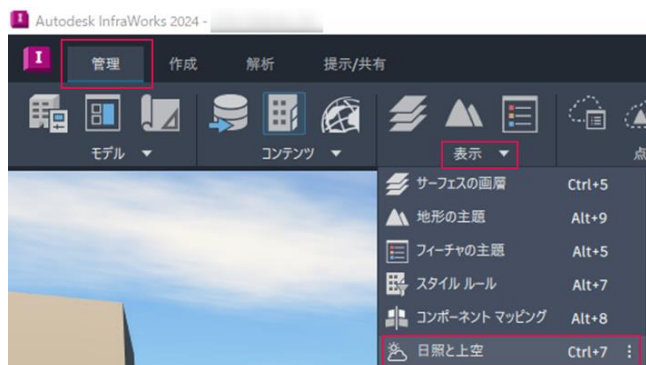 Autodesk InfraWorks 2024 -
管理 作成 解析 提示/共有
モデル コンテンツ 表示 点
サーフェスの画層 Ctrl+5
地形の主題 Alt+9
フィーチャの主題 Alt+5
スタイル ルール Alt+7
コンポーネント マッピング Alt+8
日照と上空 Ctrl+7